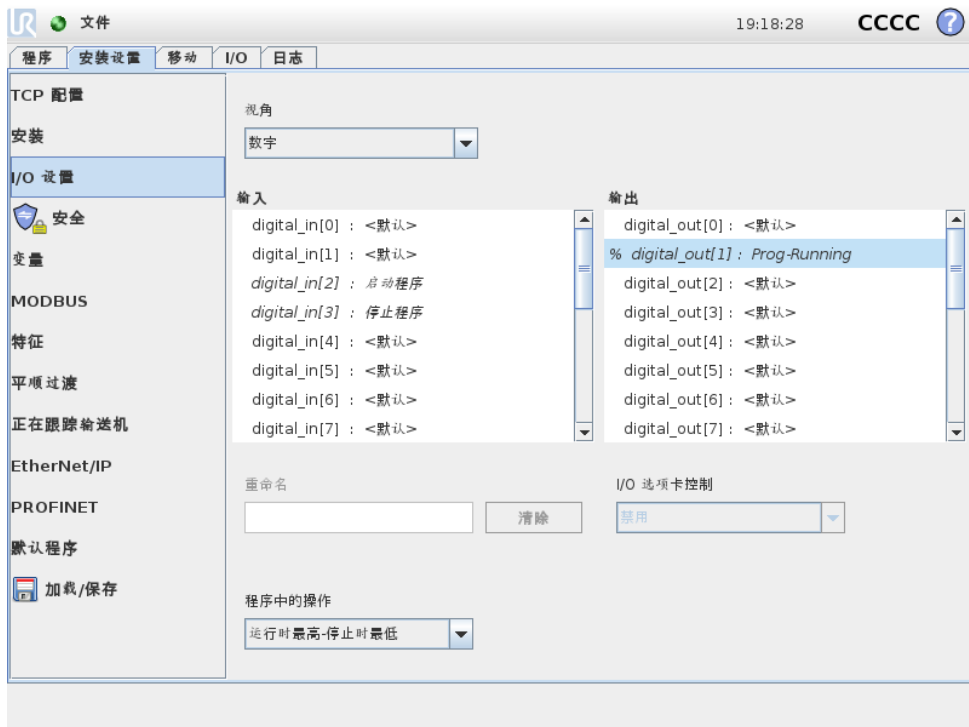 UR 文件 19:18:28 CCCC ?
程序 安装设置 移动 I/O 日志
TCP 配置
安装
I/O 设置
安全
变量
MODBUS
特征
平顺过渡
正在跟踪输送机
EtherNet/IP
PROFINET
默认程序
加载/保存
视角
数字
输入
digital_in[0] : <默认>
digital_in[1] : <默认>
digital_in[2] : 启动程序
digital_in[3] : 停止程序
digital_in[4] : <默认>
digital_in[5] : <默认>
digital_in[6] : <默认>
digital_in[7] : <默认>
输出
digital_out[0] : <默认>
% digital_out[1] : Prog-Running
digital_out[2] : <默认>
digital_out[3] : <默认>
digital_out[4] : <默认>
digital_out[5] : <默认>
digital_out[6] : <默认>
digital_out[7] : <默认>
重命名
清除
I/O 选项卡控制
禁用
程序中的操作
运行时最高-停止时最低